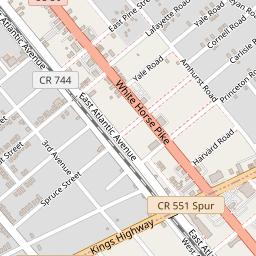 East Pine Street
Lafayette Road
Yale Road
Cornell Road
Carlisle
Atlantic Avenue
CR 744
White Horse Pike
Yale Road
Amhurst Road
Princeton Road
East Atlantic Avenue
3rd Avenue
Spruce Street
Harvard Road
CR 551 Spur
Kings Highway
East Atlantic
West